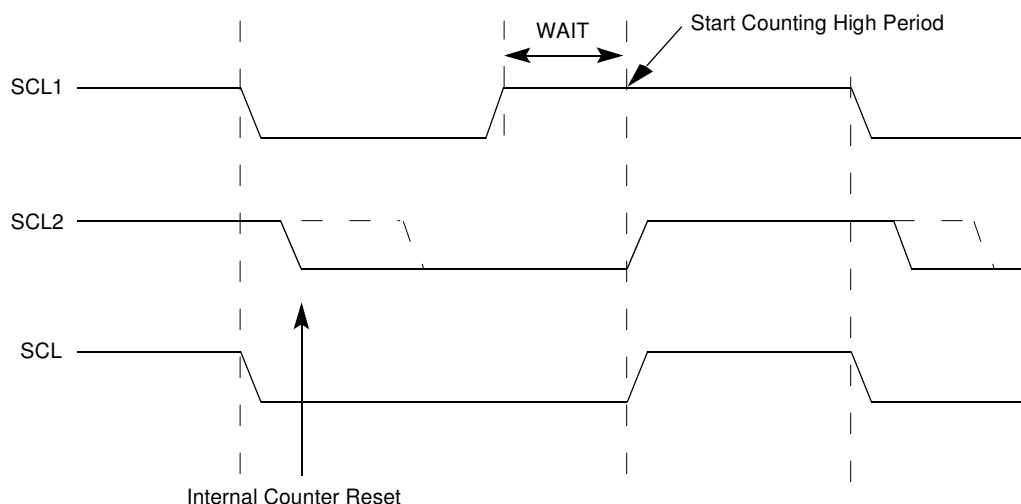 WAIT
Start Counting High Period
SCL1
SCL2
SCL
Internal Counter Reset